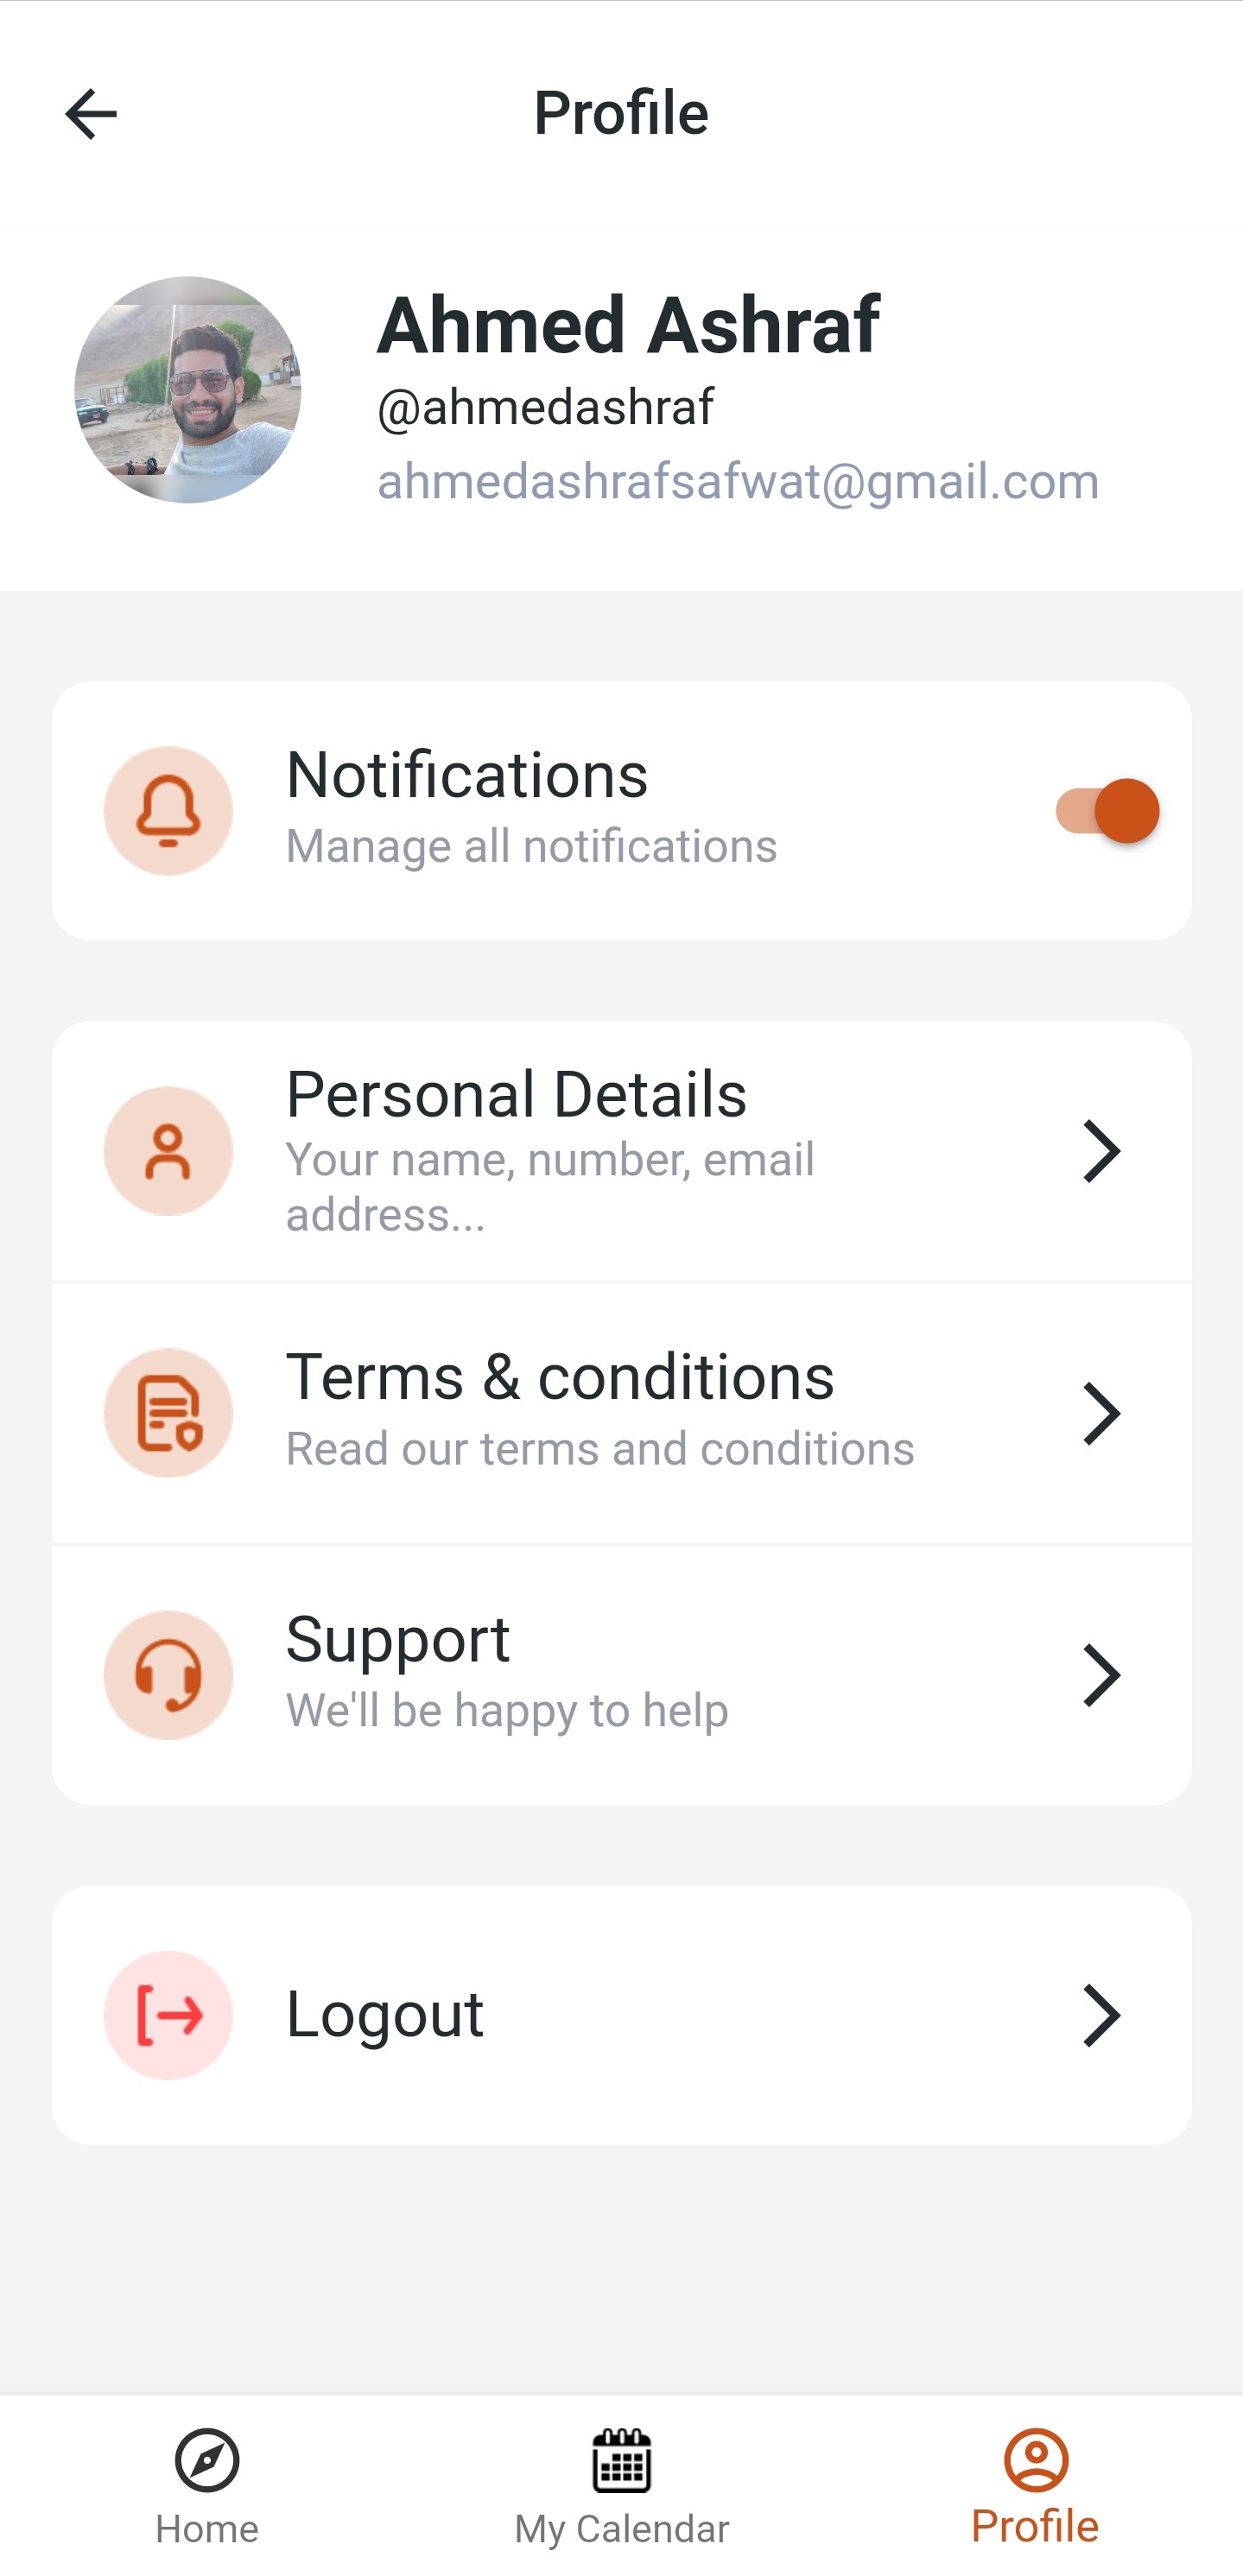 Profile
Ahmed Ashraf
@ahmedashraf
ahmedashrafsafwat@gmail.com
Notifications
Manage all notifications
Personal Details
Your name, number, email
address...
Terms & conditions
Read our terms and conditions
Support
We'll be happy to help
Logout
Home
My Calendar
Profile